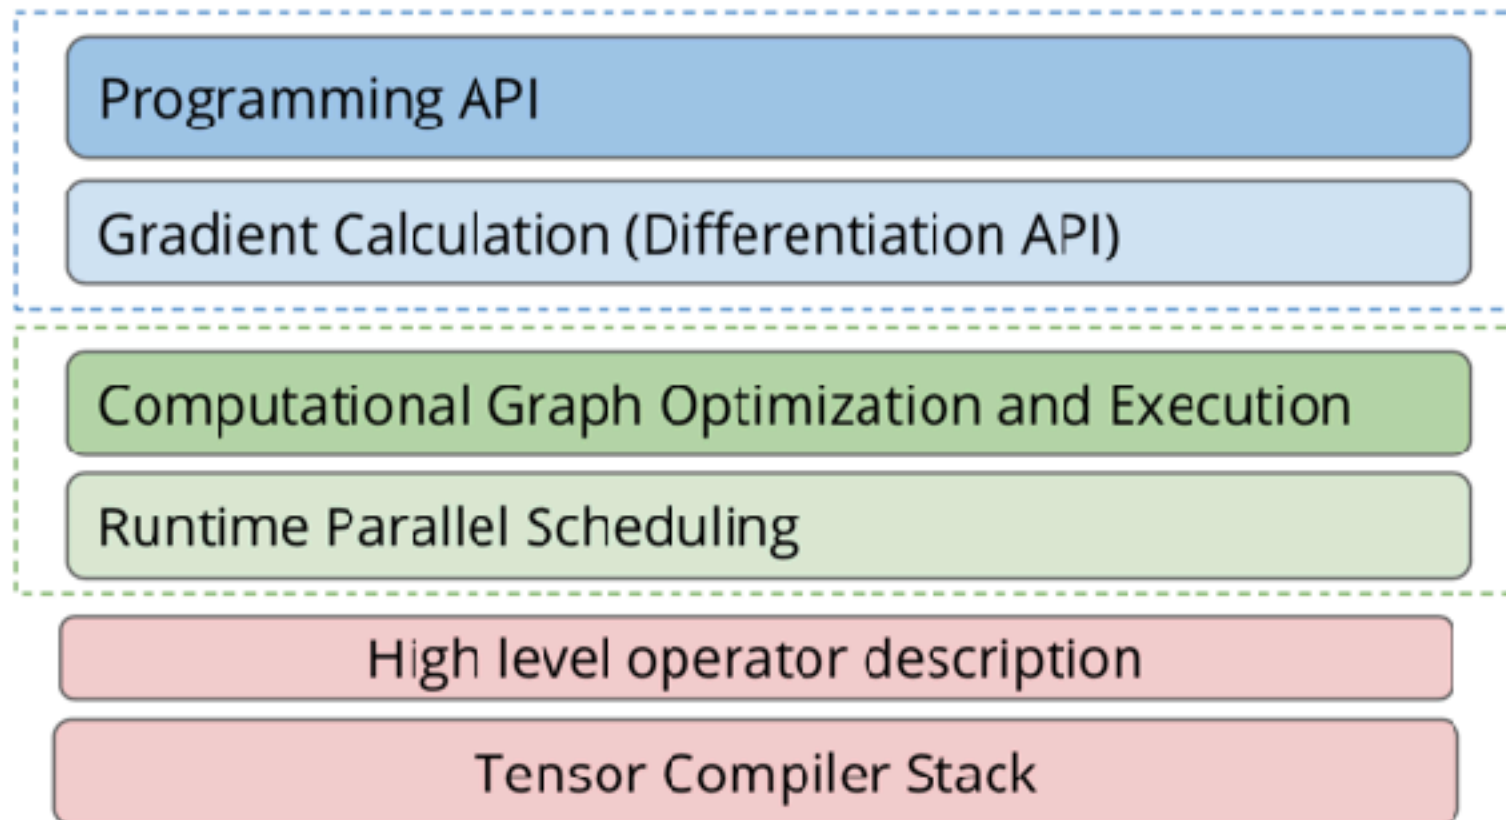 Programming API
Gradient Calculation (Differentiation API)
Computational Graph Optimization and Execution
Runtime Parallel Scheduling
High level operator description
Tensor Compiler Stack